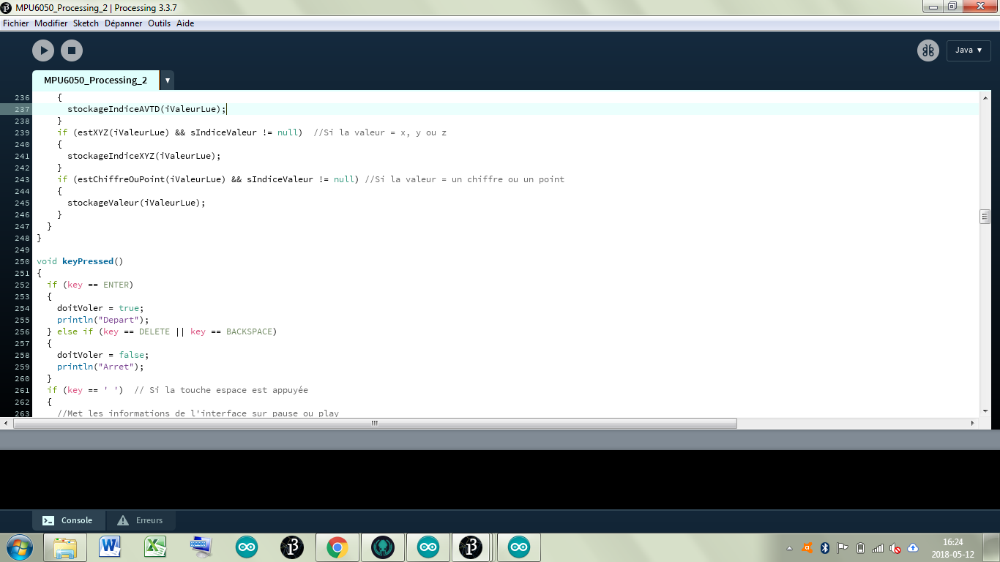 MPU6050_Processing_2 | Processing 3.3.7
Fichier Modifier Sketch Dépanner Outils Aide
Java ▾
MPU6050_Processing_2 ▾
236 {
237 stockageIndiceAVTD(iValeurLue);
238 }
239 if (estXYZ(iValeurLue) && sIndiceValeur != null) //Si la valeur = x, y ou z
240 {
241 stockageIndiceXYZ(iValeurLue);
242 }
243 if (estChiffreOuPoint(iValeurLue) && sIndiceValeur != null) //Si la valeur = un chiffre ou un point
244 {
245 stockageValeur(iValeurLue);
246 }
247 }
248 }
249
250 void keyPressed()
251 {
252 if (key == ENTER)
253 {
254 doitVoler = true;
255 println("Depart");
256 } else if (key == DELETE || key == BACKSPACE)
257 {
258 doitVoler = false;
259 println("Arret");
260 }
261 if (key == ' ') // Si la touche espace est appuyée
262 {
263 //Met les informations de l'interface sur pause ou play
Console Erreurs
16:24
2018-05-12